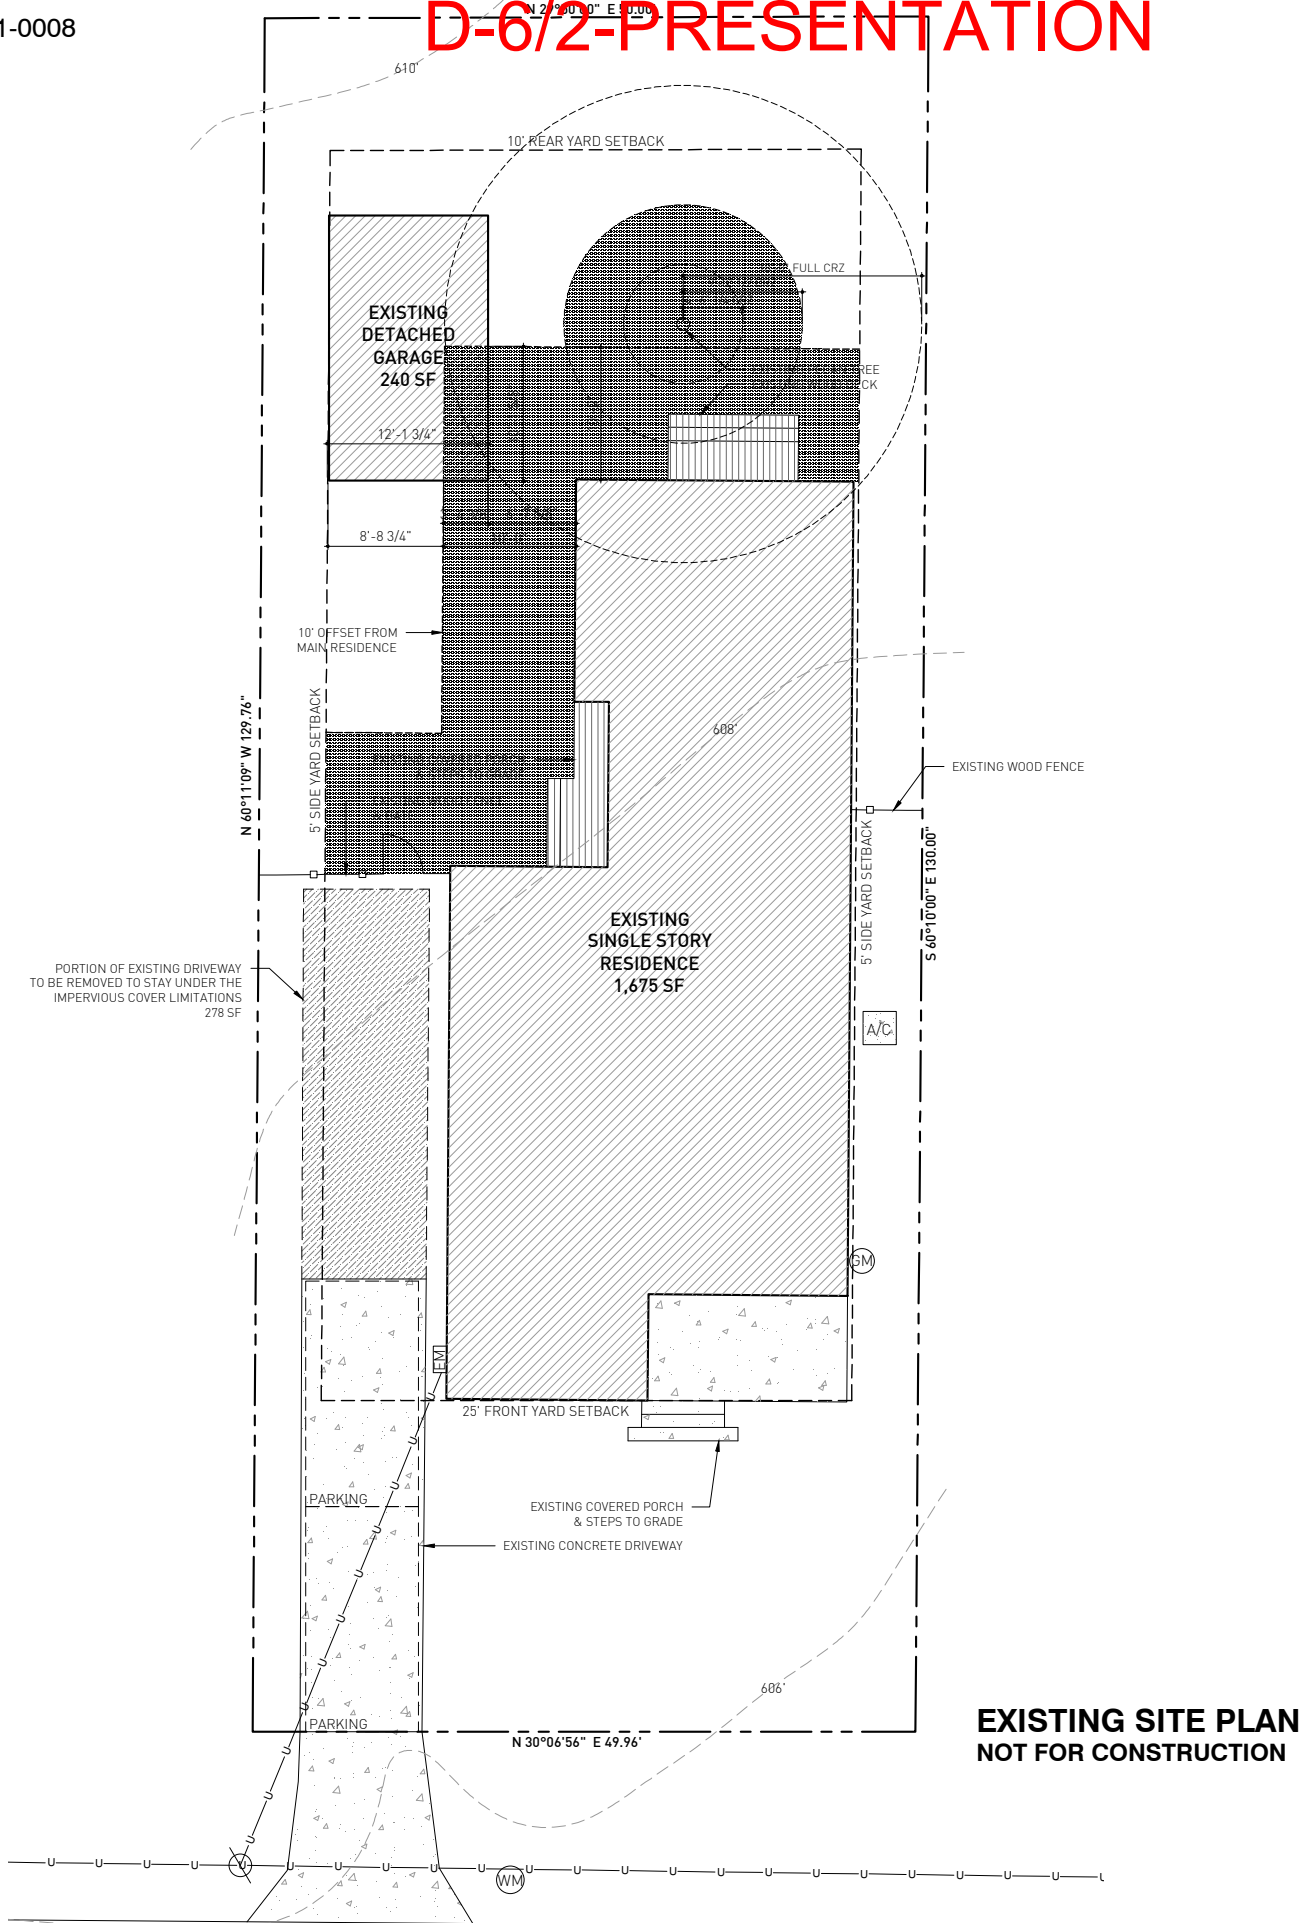 1-0008
D-6/2-PRESENTATION
610'
10' REAR YARD SETBACK
FULL CRZ
EXISTING
DETACHED
GARAGE
240 SF
12'-1 3/4"
8'-8 3/4"
10' OFFSET FROM
MAIN RESIDENCE
N 60°11'09" W 129.76"
5' SIDE YARD SETBACK
608'
EXISTING WOOD FENCE
5' SIDE YARD SETBACK
S 60°10'00" E 130.00"
EXISTING
SINGLE STORY
RESIDENCE
1,675 SF
PORTION OF EXISTING DRIVEWAY
TO BE REMOVED TO STAY UNDER THE
IMPERVIOUS COVER LIMITATIONS
278 SF
A/C
GM
EM
25' FRONT YARD SETBACK
PARKING
EXISTING COVERED PORCH
& STEPS TO GRADE
EXISTING CONCRETE DRIVEWAY
606'
PARKING
N 30°06'56" E 49.96'
EXISTING SITE PLAN
NOT FOR CONSTRUCTION
WM